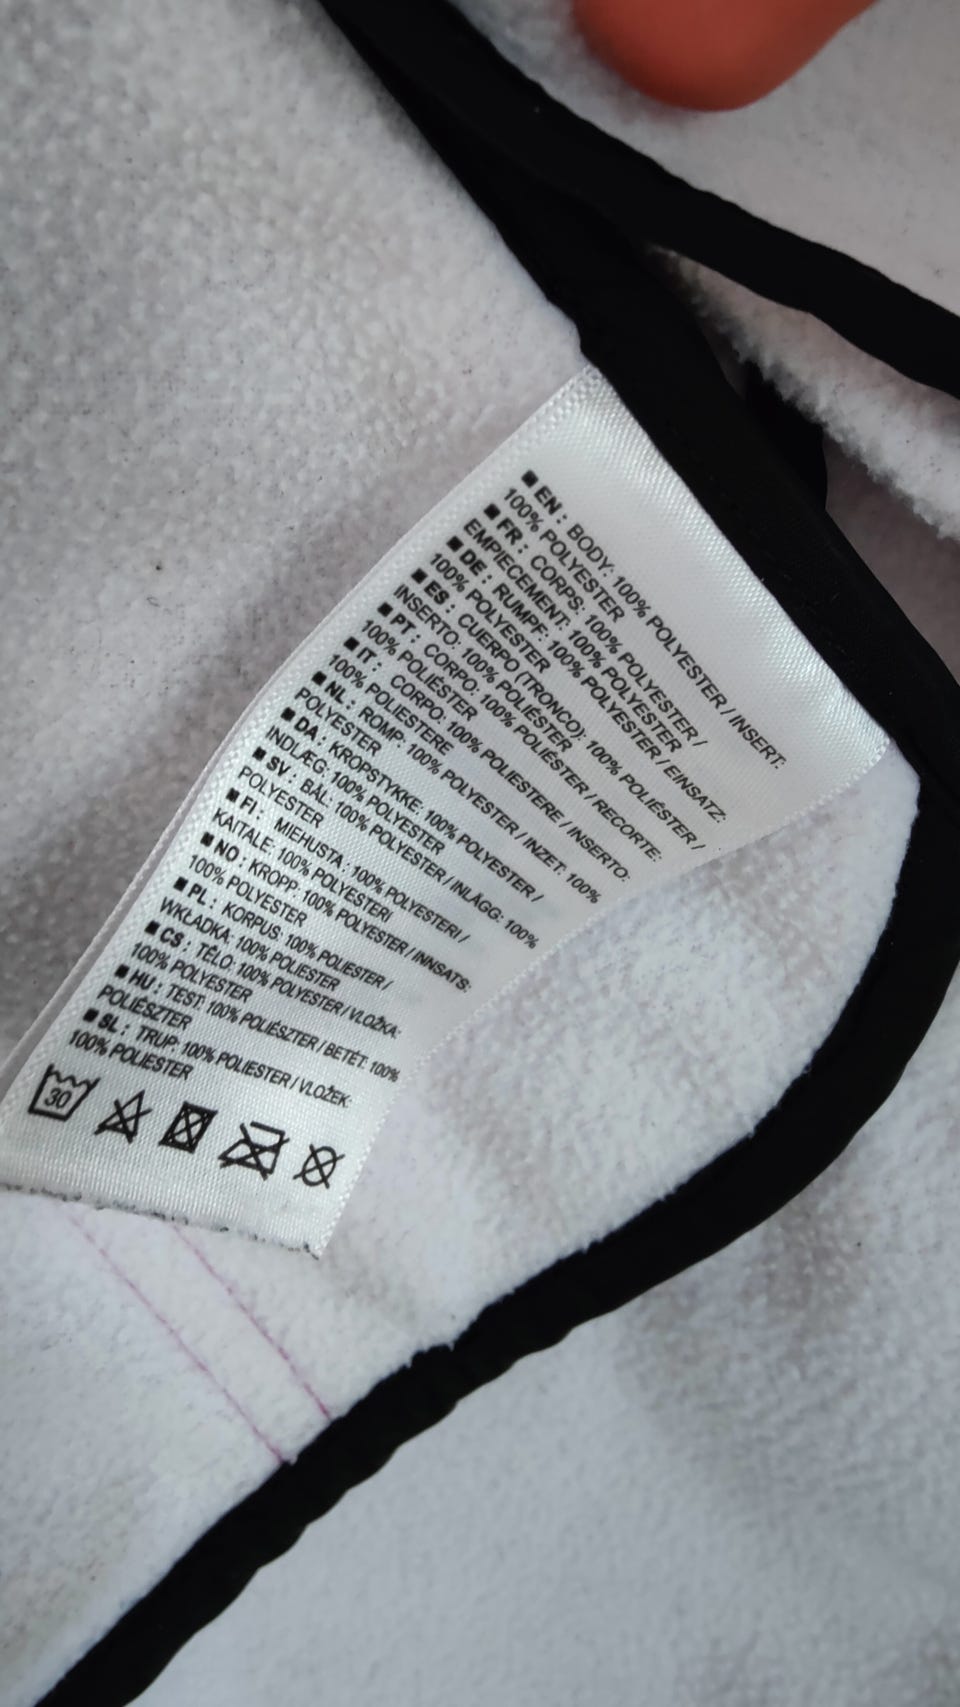 ■ EN : BODY: 100% POLYESTER / INSERT:
100% POLYESTER
■ FR : CORPS: 100% POLYESTER /
EMPIECEMENT: 100% POLYESTER
■ DE : RUMPF: 100% POLYESTER / EINSATZ:
100% POLYESTER
■ ES : CUERPO (TRONCO): 100% POLIÉSTER /
INSERTO: 100% POLIÉSTER
■ PT : CORPO: 100% POLIÉSTER / RECORTE:
100% POLIÉSTER
■ IT : CORPO: 100% POLIESTERE / INSERTO:
100% POLIESTERE
■ NL : ROMP: 100% POLYESTER / INZET: 100%
POLYESTER
■ DA : KROPSTYKKE: 100% POLYESTER /
INDLÆG: 100% POLYESTER
■ SV : BÅL: 100% POLYESTER / INLÄGG: 100%
POLYESTER
■ FI : MIEHUSTA : 100% POLYESTERI /
KAITALE: 100% POLYESTERI
■ NO : KROPP: 100% POLYESTER / INNSATS:
100% POLYESTER
■ PL : KORPUS: 100% POLIESTER /
WKŁADKA: 100% POLIESTER
■ CS : TĚLO: 100% POLYESTER / VLOŽKA:
100% POLYESTER
■ HU : TEST: 100% POLIÉSZTER / BETÉT: 100%
POLIÉSZTER
■ SL : TRUP: 100% POLIESTER / VLOŽEK:
100% POLIESTER
30